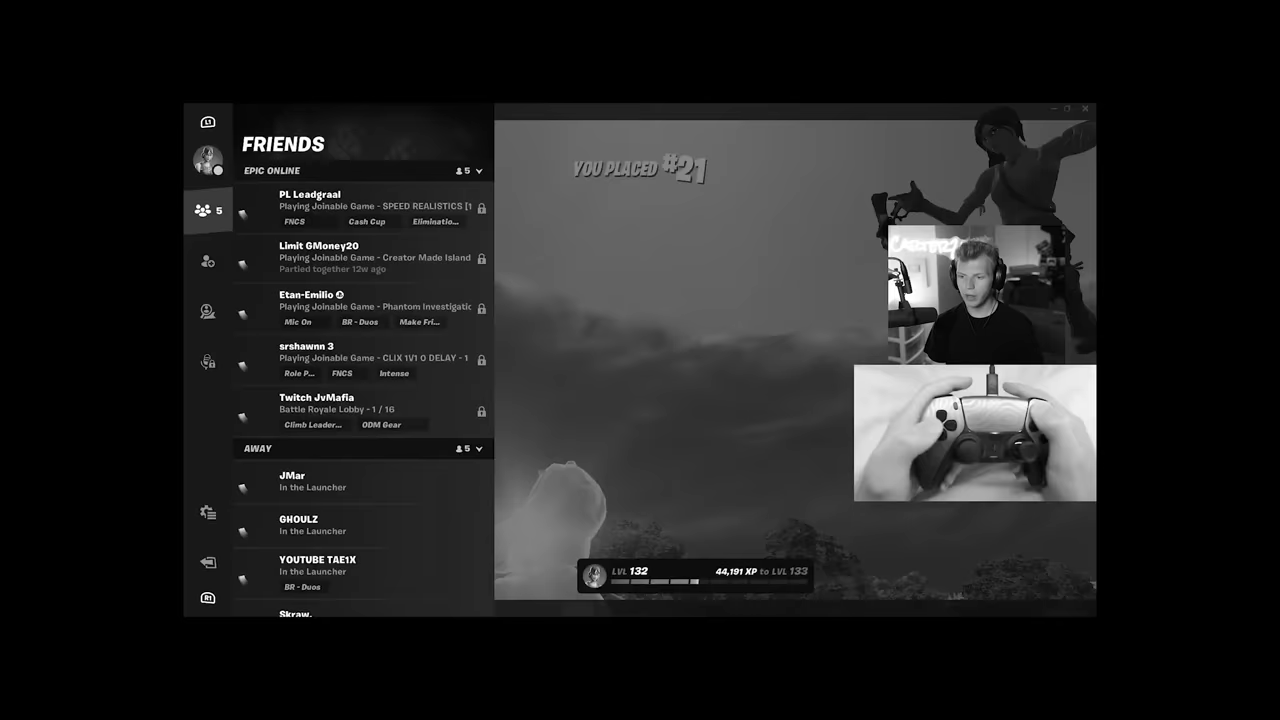 L1
FRIENDS
EPIC ONLINE
5
5
PL Leadgraal
Playing Joinable Game - SPEED REALISTICS [1
FNCS Cash Cup Eliminatio...
Limit GMoney20
Playing Joinable Game - Creator Made Island
Partied together 12w ago
Etan-Emilio
Playing Joinable Game - Phantom Investigatio
Mic On BR - Duos Make Fri...
srshawnn 3
Playing Joinable Game - CLIX 1V1 0 DELAY - 1
Role P... FNCS Intense
Twitch JvMafia
Battle Royale Lobby - 1 / 16
Climb Leader... ODM Gear
AWAY
5
JMar
In the Launcher
GHOULZ
In the Launcher
YOUTUBE TAE1X
In the Launcher
BR - Duos
Skraw.
R1
YOU PLACED #21
LVL 132 44,191 XP to LVL 133